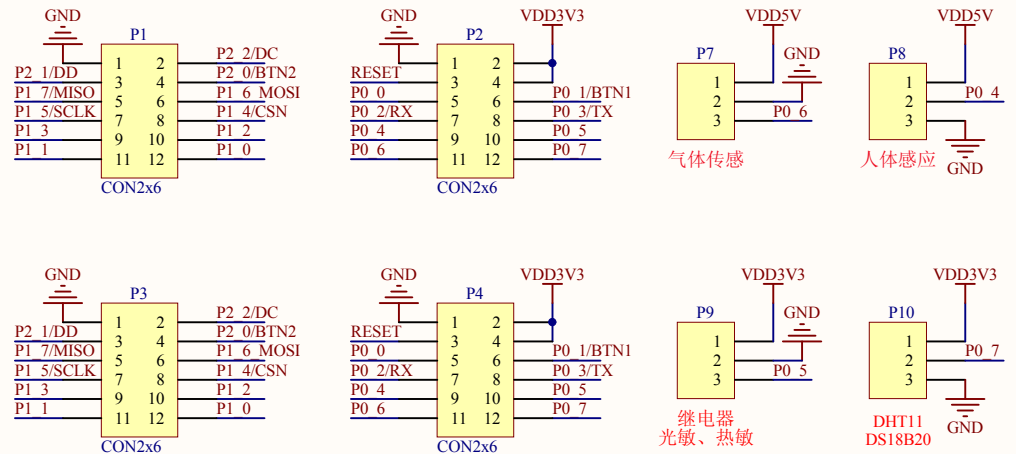 GND
P1
1 2 P2_2/DC
P2_1/DD 3 4 P2_0/BTN2
P1_7/MISO 5 6 P1_6_MOSI
P1_5/SCLK 7 8 P1_4/CSN
P1_3 9 10 P1_2
P1_1 11 12 P1_0
CON2x6
GND VDD3V3
P2
1 2
RESET 3 4
P0_0 5 6 P0_1/BTN1
P0_2/RX 7 8 P0_3/TX
P0_4 9 10 P0_5
P0_6 11 12 P0_7
CON2x6
VDD5V
P7 GND
1
2
3 P0_6
气体传感
VDD5V
P8
1
2 P0_4
3
GND
人体感应
GND
P3
1 2 P2_2/DC
P2_1/DD 3 4 P2_0/BTN2
P1_7/MISO 5 6 P1_6_MOSI
P1_5/SCLK 7 8 P1_4/CSN
P1_3 9 10 P1_2
P1_1 11 12 P1_0
CON2x6
GND VDD3V3
P4
1 2
RESET 3 4
P0_0 5 6 P0_1/BTN1
P0_2/RX 7 8 P0_3/TX
P0_4 9 10 P0_5
P0_6 11 12 P0_7
CON2x6
VDD3V3
P9 GND
1
2
3 P0_5
继电器
光敏、热敏
VDD3V3
P10
1
2 P0_7
3
GND
DHT11
DS18B20